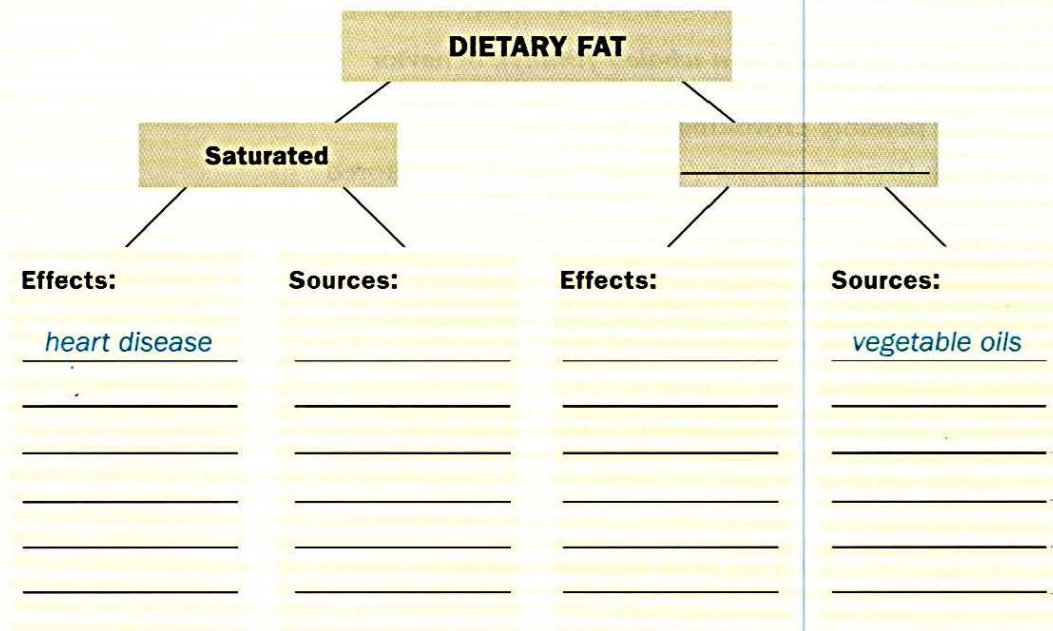 DIETARY FAT
Saturated
Effects:
Sources:
Effects:
Sources:
heart disease
vegetable oils